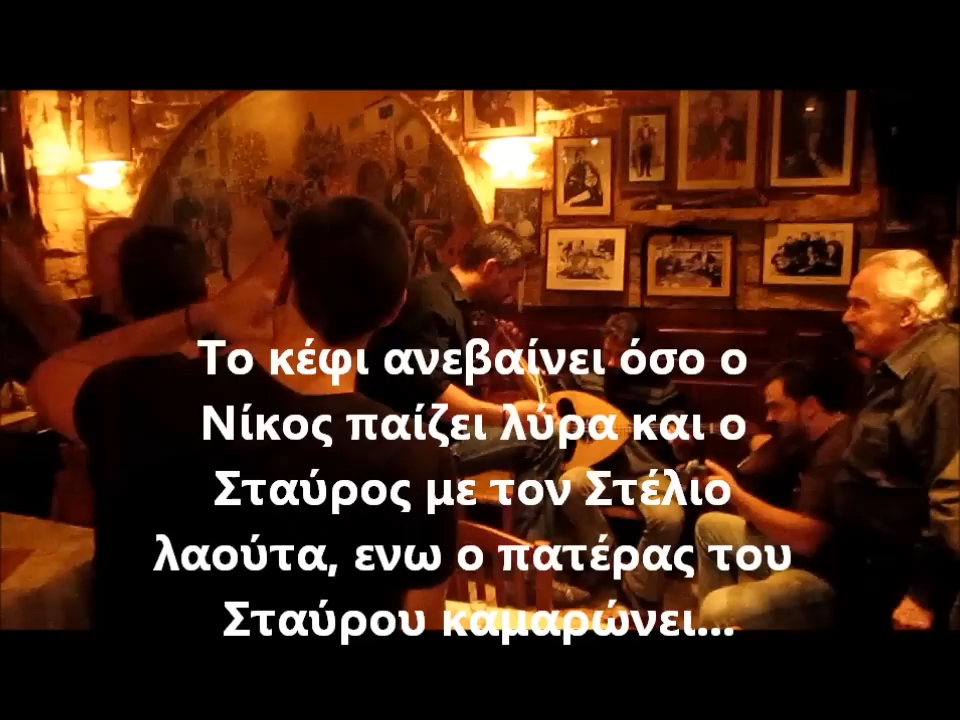 Το κέφι ανεβαίνει όσο ο
Νίκος παίζει λύρα και ο
Σταύρος με τον Στέλιο
λαούτα, ενω ο πατέρας του
Σταύρου καμαρώνει...